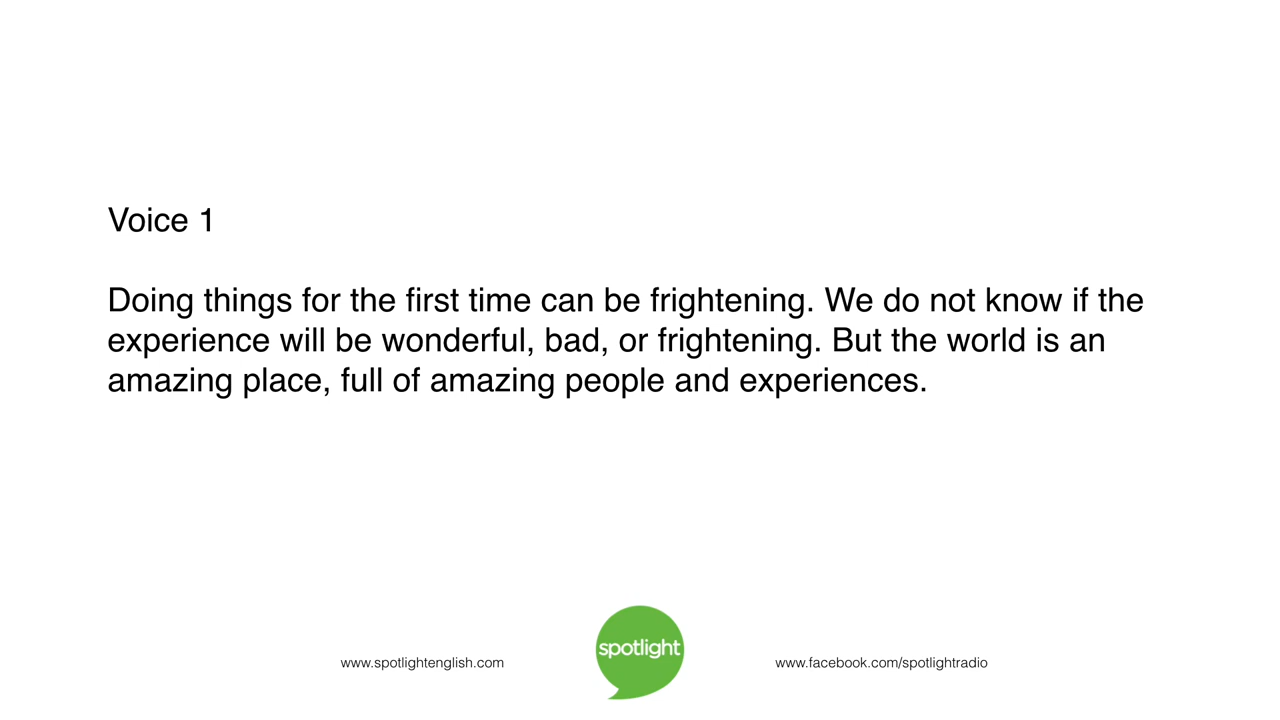 Voice 1
Doing things for the first time can be frightening. We do not know if the
experience will be wonderful, bad, or frightening. But the world is an
amazing place, full of amazing people and experiences.
www.spotlightenglish.com
spotlight
www.facebook.com/spotlightradio